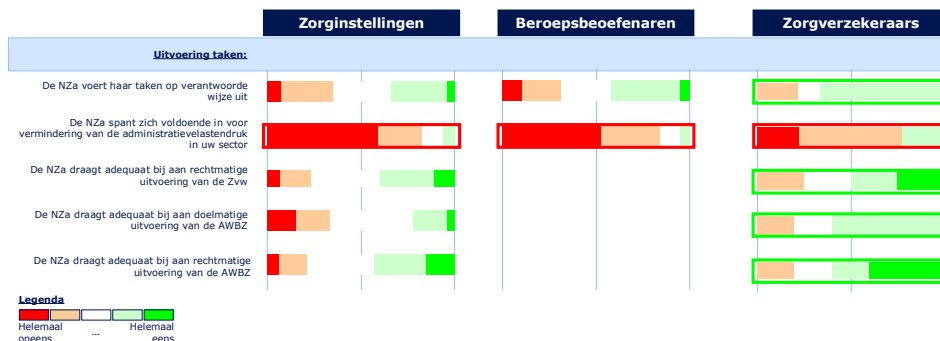 Zorginstellingen
Beroepsbeoefenaren
Zorgverzekeraars
Uitvoering taken:
De NZa voert haar taken op verantwoorde
wijze uit
De NZa spant zich voldoende in voor
vermindering van de administratievelastendruk
in uw sector
De NZa draagt adequaat bij aan rechtmatige
uitvoering van de Zvw
De NZa draagt adequaat bij aan doelmatige
uitvoering van de AWBZ
De NZa draagt adequaat bij aan rechtmatige
uitvoering van de AWBZ
Legenda
Helemaal
oneens
...
Helemaal
eens